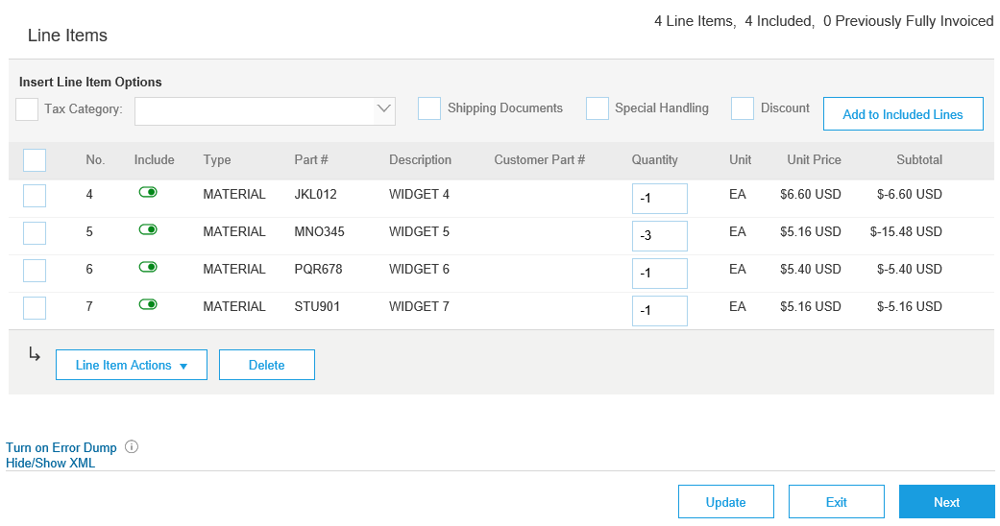 4 Line Items, 4 Included, 0 Previously Fully Invoiced
Line Items
Insert Line Item Options
Tax Category: Shipping Documents Special Handling Discount Add to Included Lines
No. Include Type Part # Description Customer Part # Quantity Unit Unit Price Subtotal
4 MATERIAL JKL012 WIDGET 4 -1 EA $6.60 USD $-6.60 USD
5 MATERIAL MNO345 WIDGET 5 -3 EA $5.16 USD $-15.48 USD
6 MATERIAL PQR678 WIDGET 6 -1 EA $5.40 USD $-5.40 USD
7 MATERIAL STU901 WIDGET 7 -1 EA $5.16 USD $-5.16 USD
Line Item Actions Delete
Turn on Error Dump
Hide/Show XML
Update Exit Next